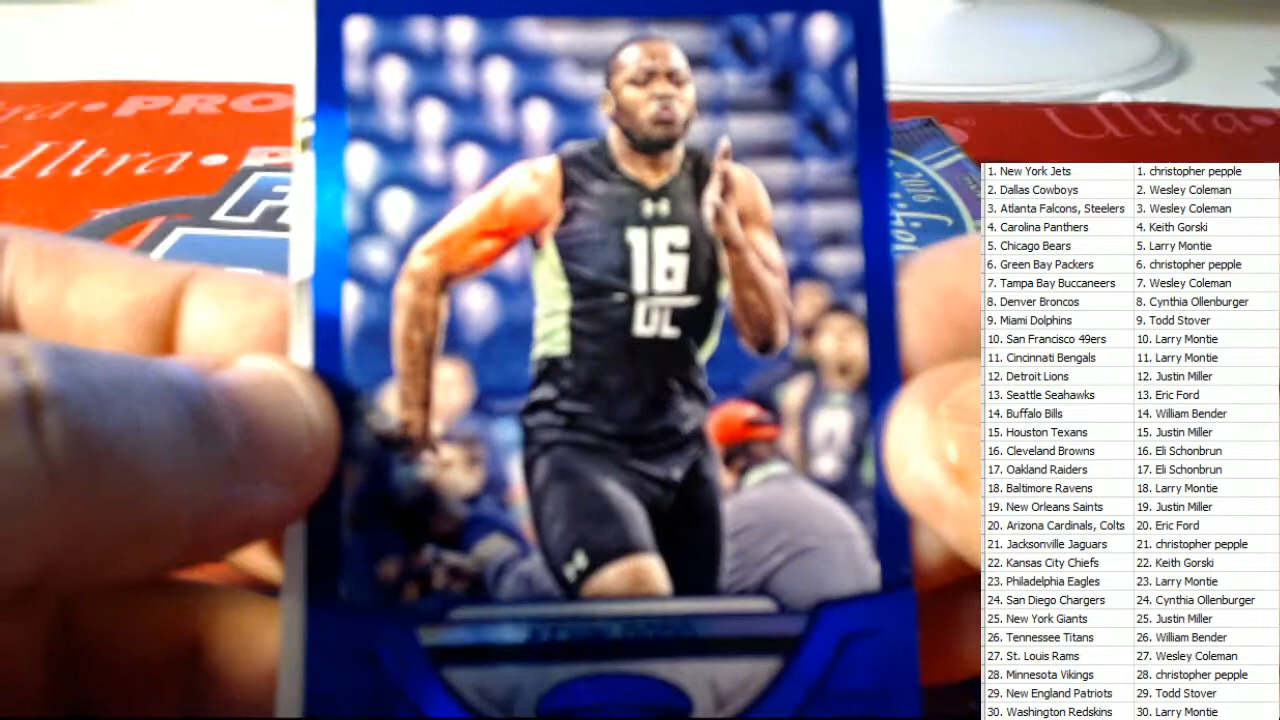 PRO
Ultra PRO
Ultra
2016
16
DL
1. New York Jets 1. christopher pepple
2. Dallas Cowboys 2. Wesley Coleman
3. Atlanta Falcons, Steelers 3. Wesley Coleman
4. Carolina Panthers 4. Keith Gorski
5. Chicago Bears 5. Larry Montie
6. Green Bay Packers 6. christopher pepple
7. Tampa Bay Buccaneers 7. Wesley Coleman
8. Denver Broncos 8. Cynthia Ollenburger
9. Miami Dolphins 9. Todd Stover
10. San Francisco 49ers 10. Larry Montie
11. Cincinnati Bengals 11. Larry Montie
12. Detroit Lions 12. Justin Miller
13. Seattle Seahawks 13. Eric Ford
14. Buffalo Bills 14. William Bender
15. Houston Texans 15. Justin Miller
16. Cleveland Browns 16. Eli Schonbrun
17. Oakland Raiders 17. Eli Schonbrun
18. Baltimore Ravens 18. Larry Montie
19. New Orleans Saints 19. Justin Miller
20. Arizona Cardinals, Colts 20. Eric Ford
21. Jacksonville Jaguars 21. christopher pepple
22. Kansas City Chiefs 22. Keith Gorski
23. Philadelphia Eagles 23. Larry Montie
24. San Diego Chargers 24. Cynthia Ollenburger
25. New York Giants 25. Justin Miller
26. Tennessee Titans 26. William Bender
27. St. Louis Rams 27. Wesley Coleman
28. Minnesota Vikings 28. christopher pepple
29. New England Patriots 29. Todd Stover
30. Washington Redskins 30. Larry Montie